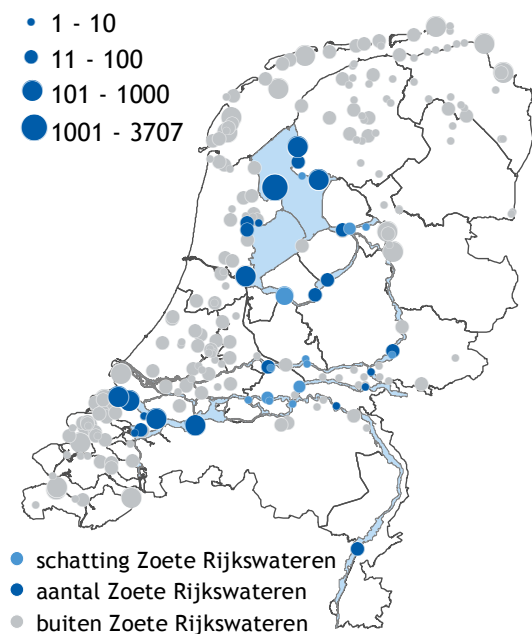 1 - 10
11 - 100
101 - 1000
1001 - 3707
schatting Zoete Rijkswateren
aantal Zoete Rijkswateren
buiten Zoete Rijkswateren